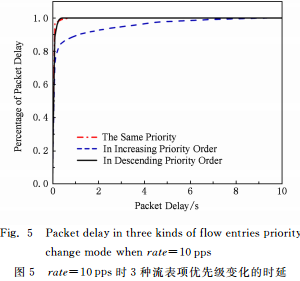 Percentage of Packet Delay
1.0
0.8
0.6
0.4
0.2
0.0
The Same Priority
In Increasing Priority Order
In Descending Priority Order
0 2 4 6 8 10
Packet Delay/s
Fig. 5 Packet delay in three kinds of flow entries priority
change mode when rate=10 pps
图 5 rate=10 pps 时 3 种流表项优先级变化的时延